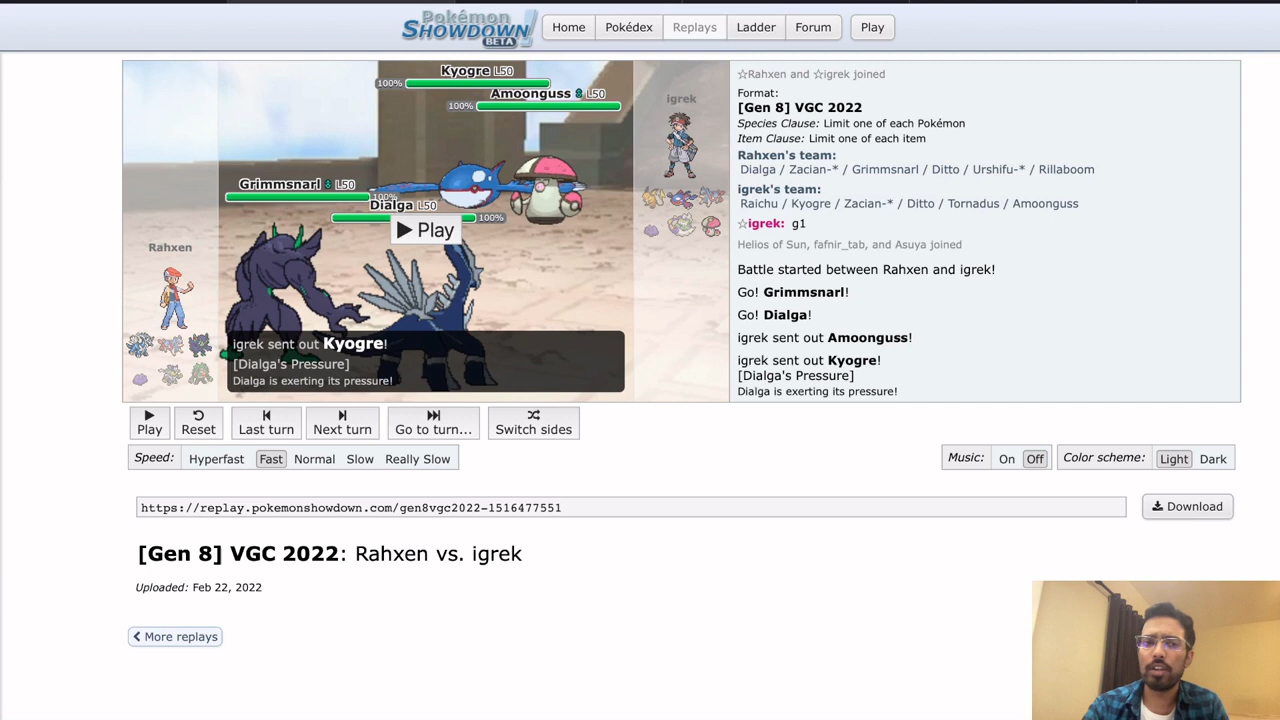 Pokémon
SHOWDOWN!
BETA
Home
Pokédex
Replays
Ladder
Forum
Play
Kyogre L50
100%
Amoonguss L50
100%
Grimmsnarl L50
100%
Dialga L50
100%
Play
Rahxen
igrek
igrek sent out Kyogre!
[Dialga's Pressure]
Dialga is exerting its pressure!
☆Rahxen and ☆igrek joined
Format:
[Gen 8] VGC 2022
Species Clause: Limit one of each Pokémon
Item Clause: Limit one of each item
Rahxen's team:
Dialga / Zacian-* / Grimmsnarl / Ditto / Urshifu-* / Rillaboom
igrek's team:
Raichu / Kyogre / Zacian-* / Ditto / Tornadus / Amoonguss
☆igrek: g1
Helios of Sun, fafnir_tab, and Asuya joined
Battle started between Rahxen and igrek!
Go! Grimmsnarl!
Go! Dialga!
igrek sent out Amoonguss!
igrek sent out Kyogre!
[Dialga's Pressure]
Dialga is exerting its pressure!
Play
Reset
Last turn
Next turn
Go to turn...
Switch sides
Speed: Hyperfast Fast Normal Slow Really Slow
Music: On Off
Color scheme: Light Dark
https://replay.pokemonshowdown.com/gen8vgc2022-1516477551
Download
[Gen 8] VGC 2022: Rahxen vs. igrek
Uploaded: Feb 22, 2022
More replays